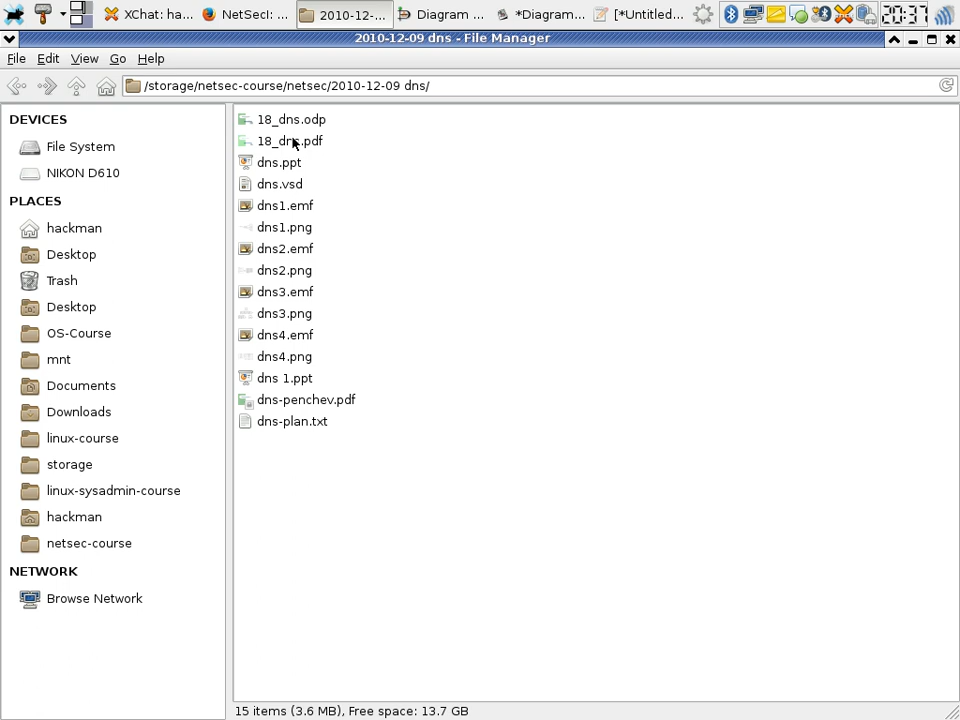 XChat: ha... NetSecI: ... 2010-12-... Diagram ... *Diagram... [*Untitled... 20:37
2010-12-09 dns - File Manager
File Edit View Go Help
/storage/netsec-course/netsec/2010-12-09 dns/
DEVICES
File System
NIKON D610
PLACES
hackman
Desktop
Trash
Desktop
OS-Course
mnt
Documents
Downloads
linux-course
storage
linux-sysadmin-course
hackman
netsec-course
NETWORK
Browse Network
18_dns.odp
18_dns.pdf
dns.ppt
dns.vsd
dns1.emf
dns1.png
dns2.emf
dns2.png
dns3.emf
dns3.png
dns4.emf
dns4.png
dns 1.ppt
dns-penchev.pdf
dns-plan.txt
15 items (3.6 MB), Free space: 13.7 GB